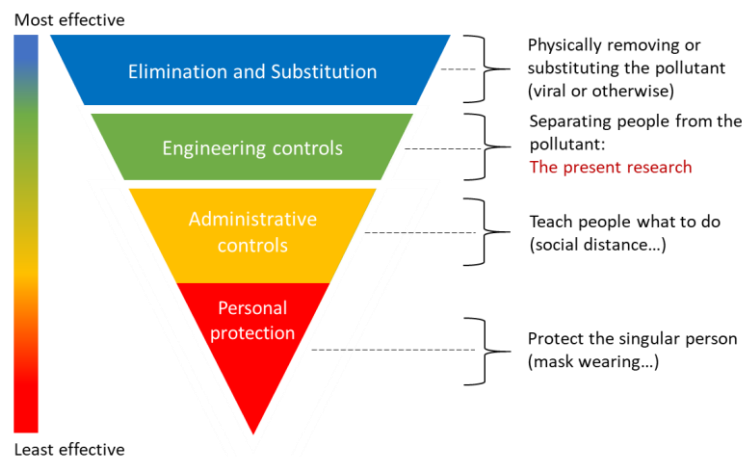 Most effective
Elimination and Substitution
Physically removing or
substituting the pollutant
(viral or otherwise)
Engineering controls
Separating people from the
pollutant:
The present research
Administrative
controls
Teach people what to do
(social distance…)
Personal
protection
Protect the singular person
(mask wearing…)
Least effective